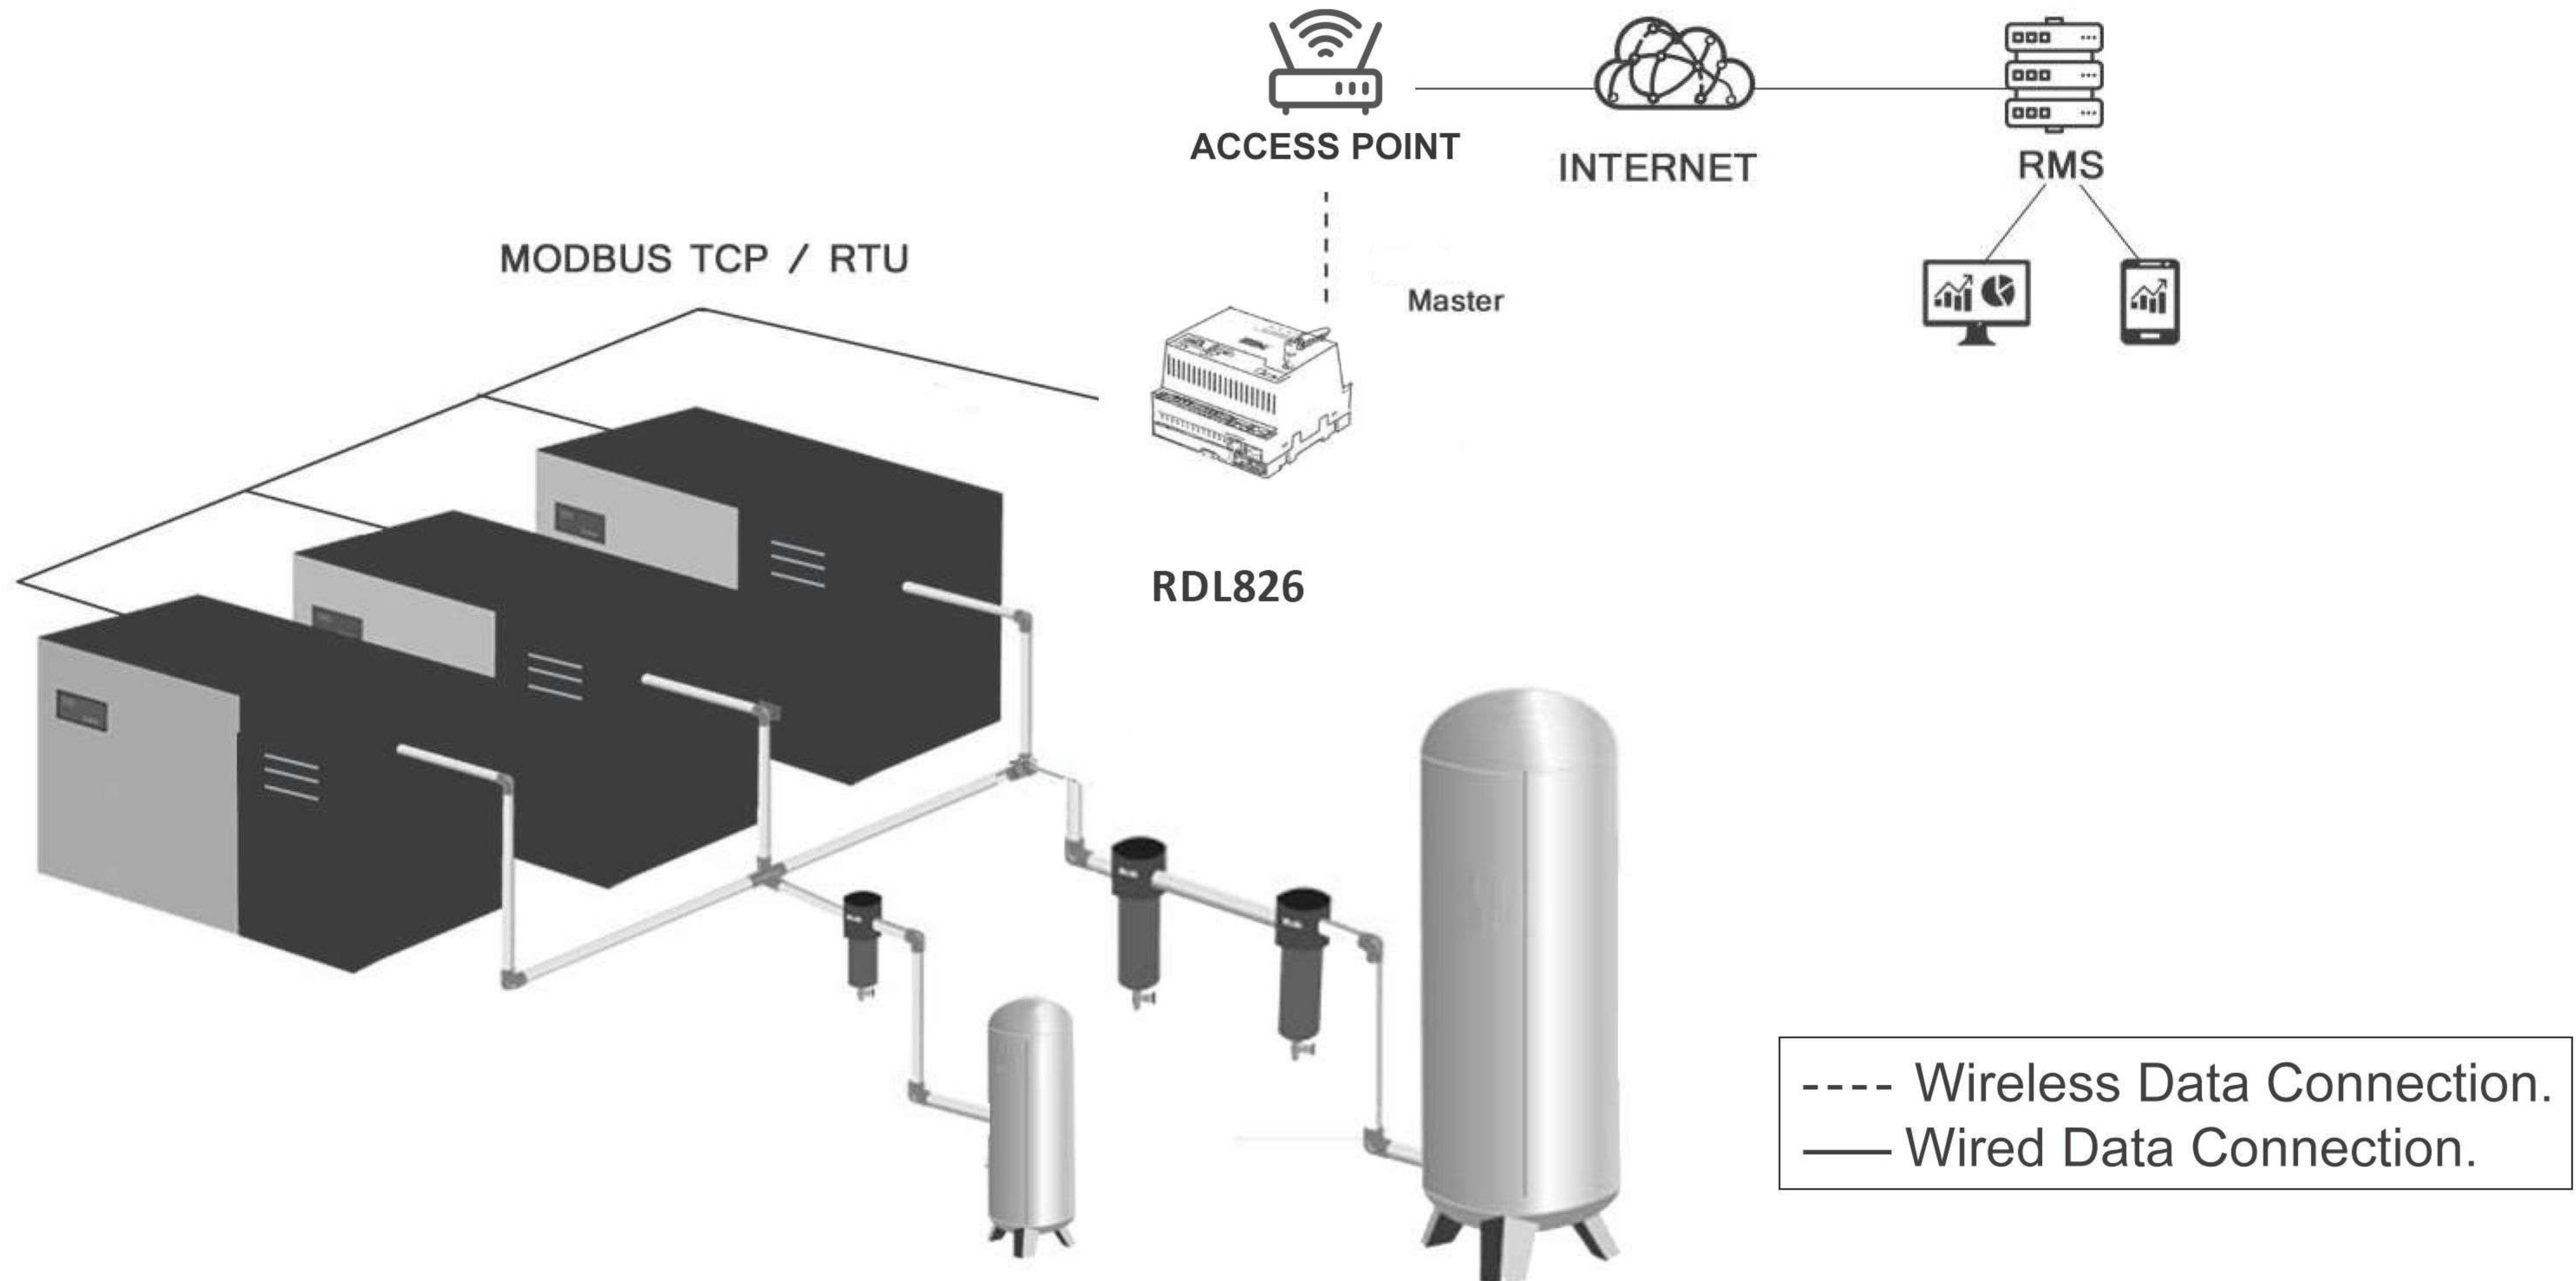 ACCESS POINT
INTERNET
RMS
MODBUS TCP / RTU
Master
RDL826
---- Wireless Data Connection.
—— Wired Data Connection.